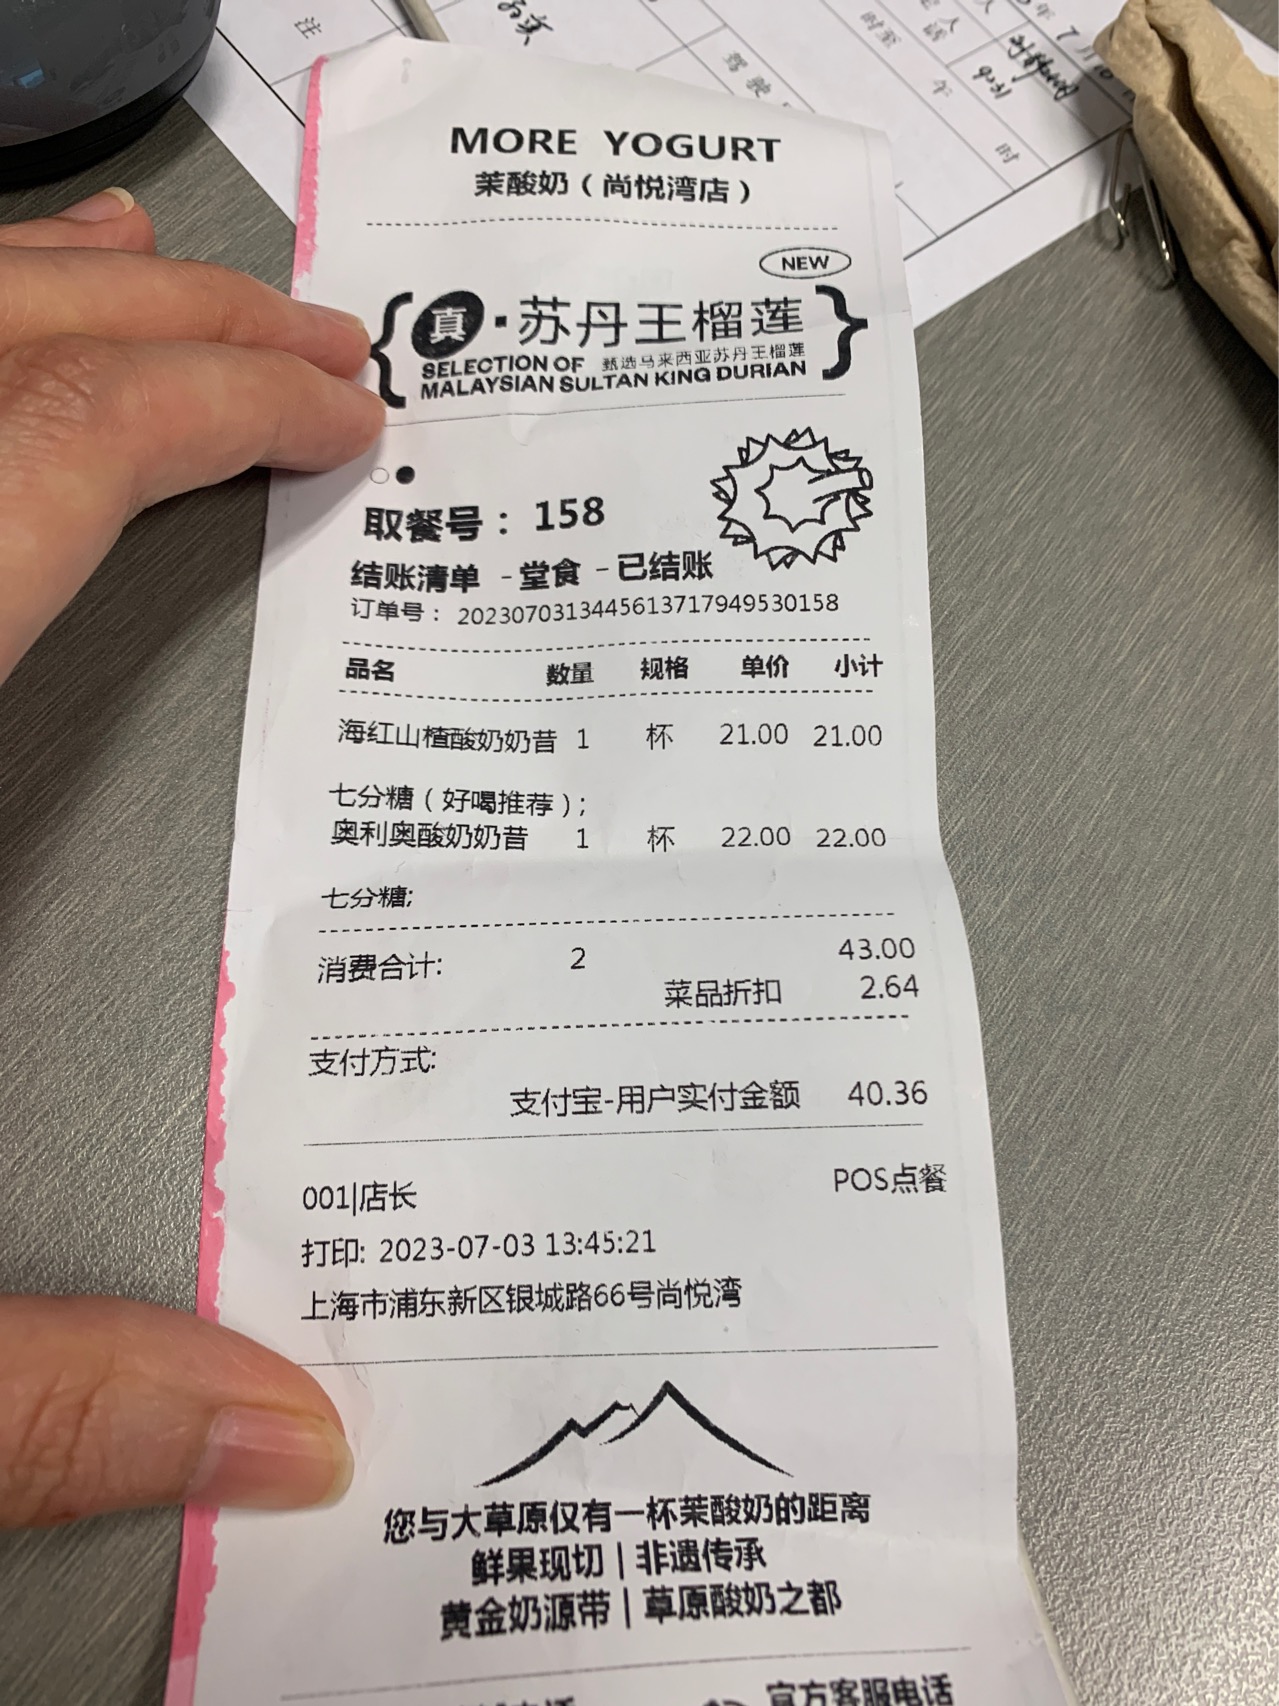 注
驾驶
时至
年
时
年 7 月
MORE YOGURT
茉酸奶（尚悦湾店）
NEW
真·苏丹王榴莲
SELECTION OF 甄选马来西亚苏丹王榴莲
MALAYSIAN SULTAN KING DURIAN
取餐号： 158
结账清单 -堂食 -已结账
订单号： 20230703134456137179495301​58
品名 数量 规格 单价 小计
海红山楂酸奶奶昔 1 杯 21.00 21.00
七分糖（好喝推荐）;
奥利奥酸奶奶昔 1 杯 22.00 22.00
七分糖;
消费合计: 2 43.00
菜品折扣 2.64
支付方式:
支付宝-用户实付金额 40.36
001|店长 POS点餐
打印: 2023-07-03 13:45:21
上海市浦东新区银城路66号尚悦湾
您与大草原仅有一杯茉酸奶的距离
鲜果现切｜非遗传承
黄金奶源带｜草原酸奶之都
官方客服电话